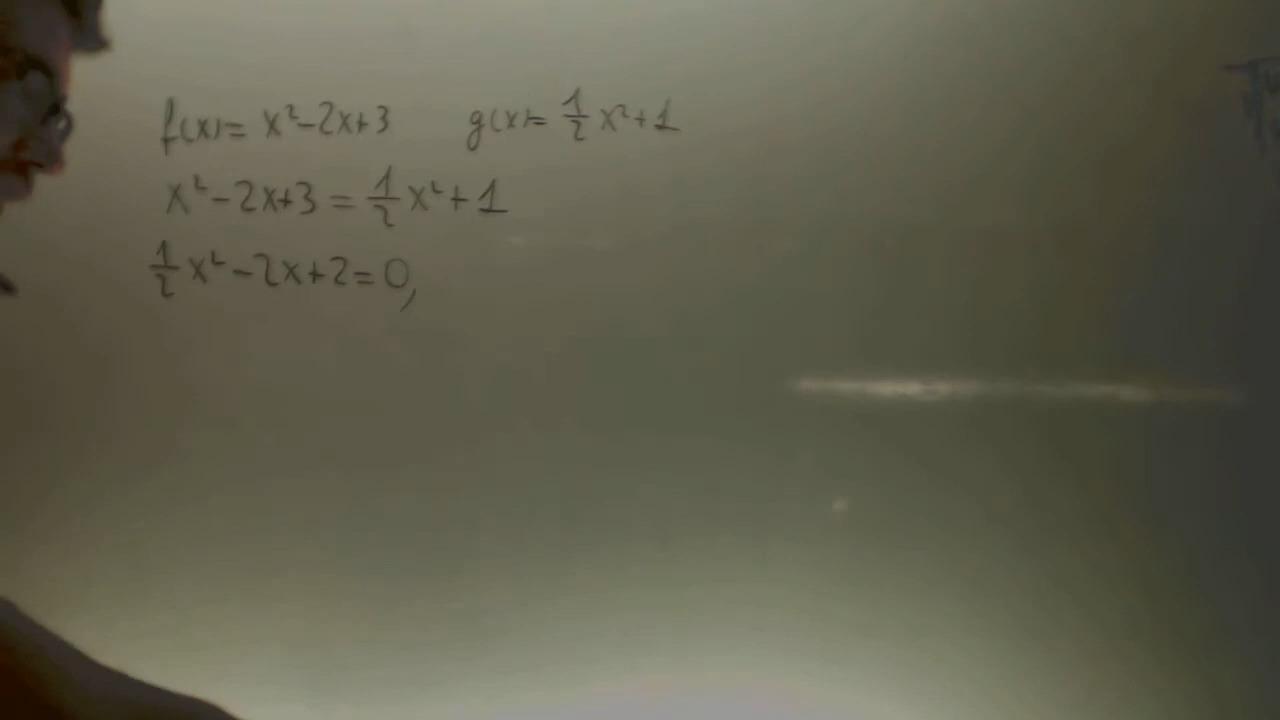 f(x)= x²-2x+3 g(x)= 1/2 x²+1
x²-2x+3 = 1/2 x²+1
1/2 x²-2x+2=0,